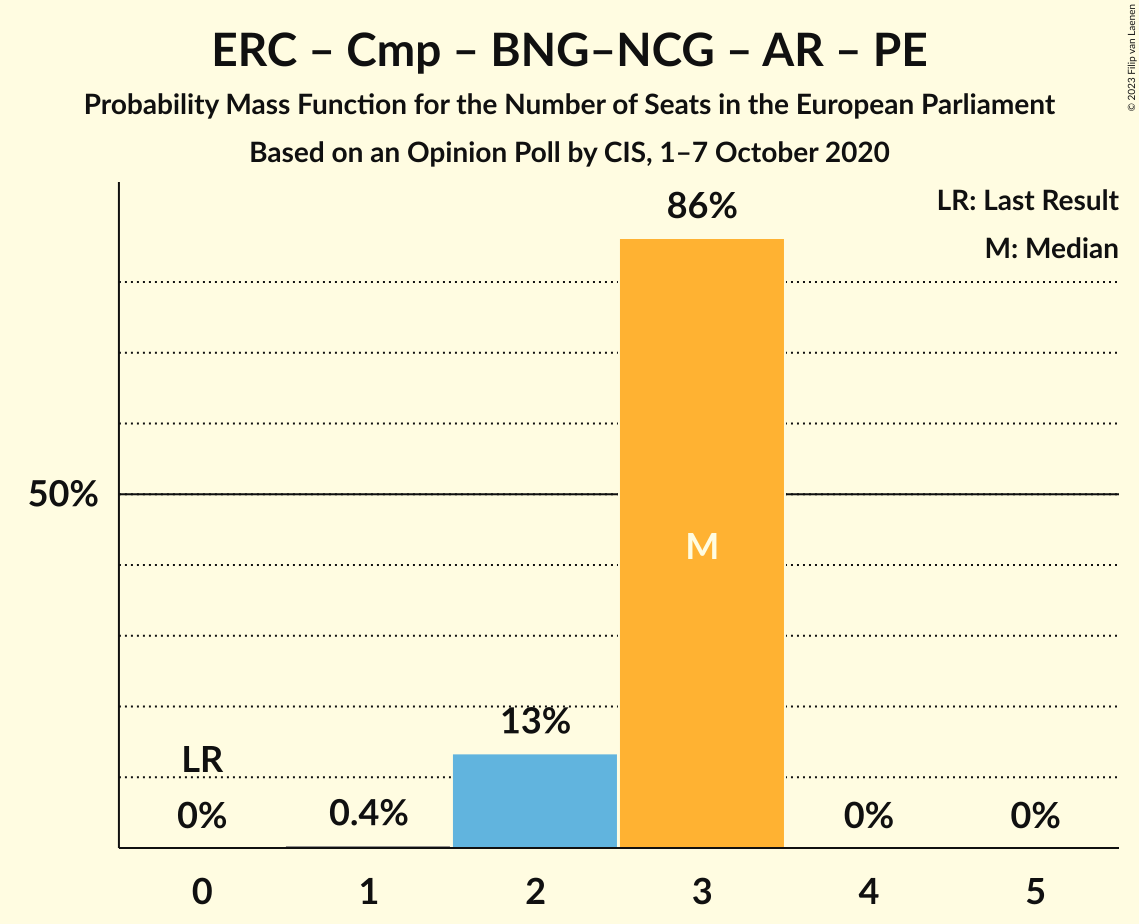 ERC – Cmp – BNG–NCG – AR – PE
Probability Mass Function for the Number of Seats in the European Parliament
Based on an Opinion Poll by CIS, 1–7 October 2020
© 2023 Filip van Laenen
LR: Last Result
M: Median
86%
50%
M
13%
LR
0%
0.4%
0%
0%
0
1
2
3
4
5